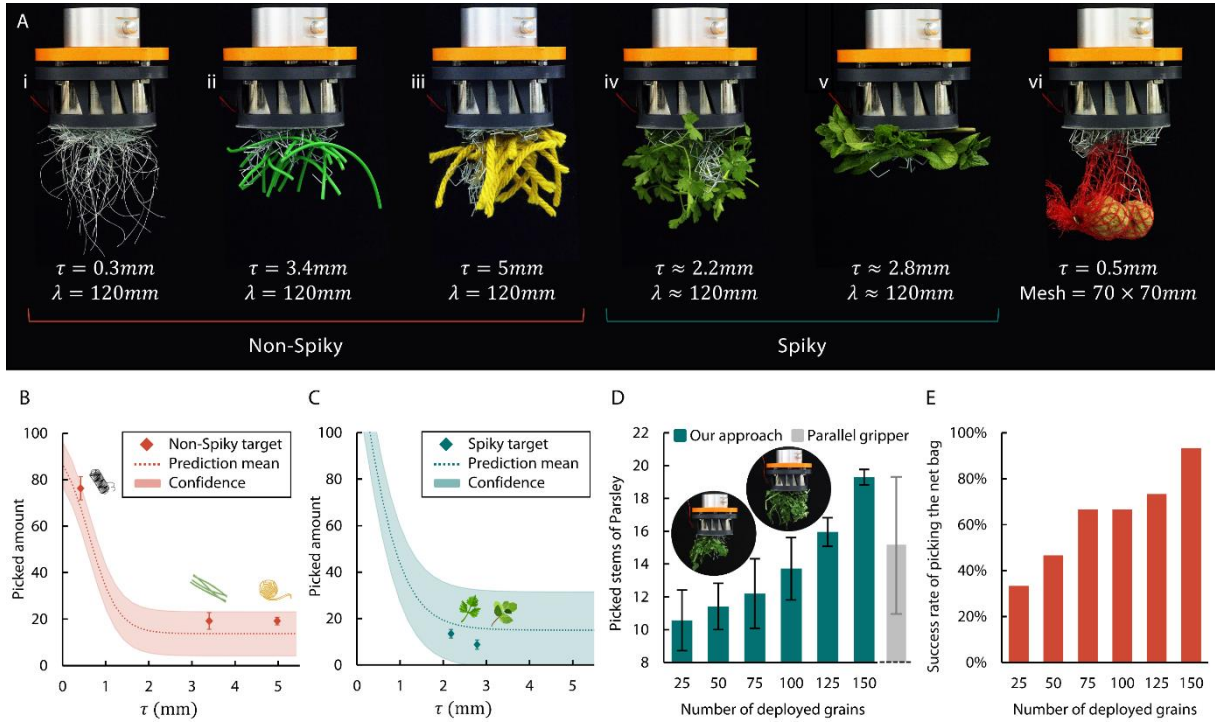 A
i
ii
iii
iv
v
vi
τ = 0.3mm
λ = 120mm
τ = 3.4mm
λ = 120mm
τ = 5mm
λ = 120mm
τ ≈ 2.2mm
λ ≈ 120mm
τ ≈ 2.8mm
λ ≈ 120mm
τ = 0.5mm
Mesh = 70 × 70mm
Non-Spiky
Spiky
B
Non-Spiky target
Prediction mean
Confidence
Picked amount
100
80
60
40
20
0
0 1 2 3 4 5
τ (mm)
C
Spiky target
Prediction mean
Confidence
Picked amount
100
80
60
40
20
0
0 1 2 3 4 5
τ (mm)
D
Our approach
Parallel gripper
Picked stems of Parsley
22
20
18
16
14
12
10
8
25 50 75 100 125 150
Number of deployed grains
E
Success rate of picking the net bag
100%
80%
60%
40%
20%
0%
25 50 75 100 125 150
Number of deployed grains